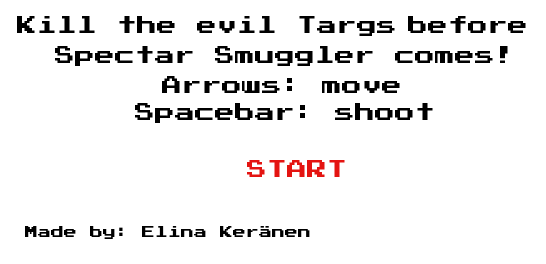 Kill the evil Targs before
Spectar Smuggler comes!
Arrows: move
Spacebar: shoot
START
Made by: Elina Keränen